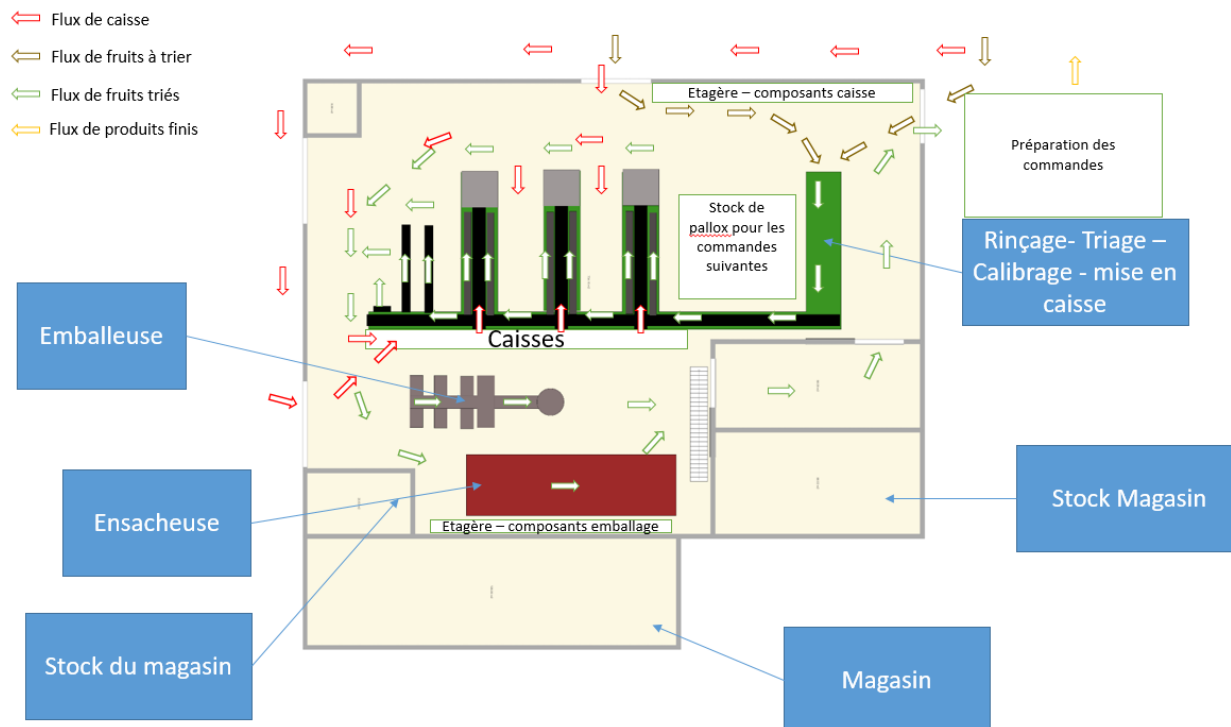 Flux de caisse
Flux de fruits à trier
Flux de fruits triés
Flux de produits finis
Etagère – composants caisse
Préparation des
commandes
Stock de
pallox pour les
commandes
suivantes
Rinçage- Triage –
Calibrage - mise en
caisse
Emballeuse
Caisses
Ensacheuse
Stock Magasin
Etagère – composants emballage
Stock du magasin
Magasin